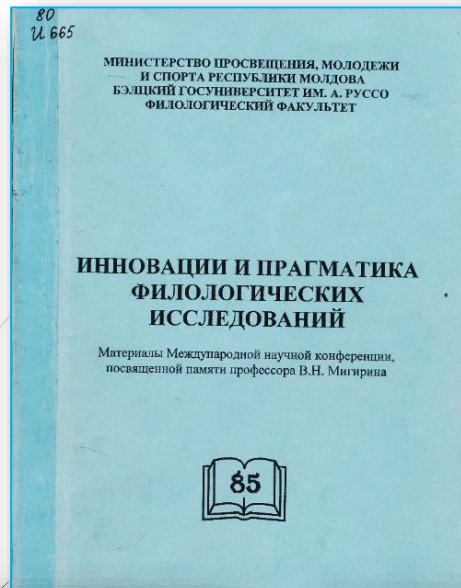 80
И 665
МИНИСТЕРСТВО ПРОСВЕЩЕНИЯ, МОЛОДЕЖИ
И СПОРТА РЕСПУБЛИКИ МОЛДОВА
БЭЛЦКИЙ ГОСУНИВЕРСИТЕТ ИМ. А. РУССО
ФИЛОЛОГИЧЕСКИЙ ФАКУЛЬТЕТ
ИННОВАЦИИ И ПРАГМАТИКА
ФИЛОЛОГИЧЕСКИХ
ИССЛЕДОВАНИЙ
Материалы Международной научной конференции,
посвященной памяти профессора В.Н. Мигирина
85